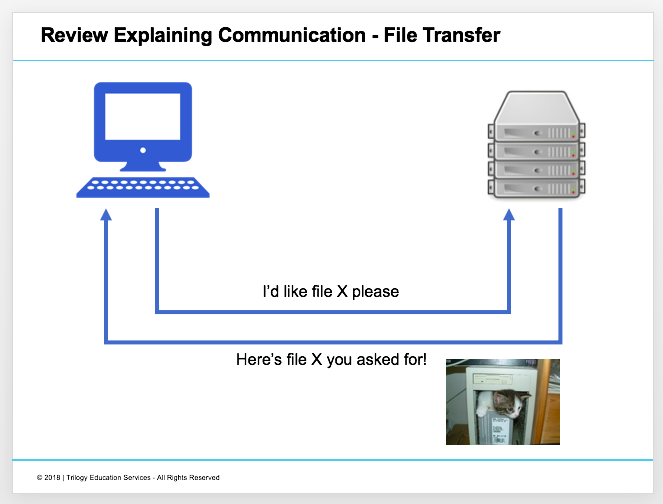 Review Explaining Communication - File Transfer
I'd like file X please
Here's file X you asked for!
© 2018 | Trilogy Education Services - All Rights Reserved